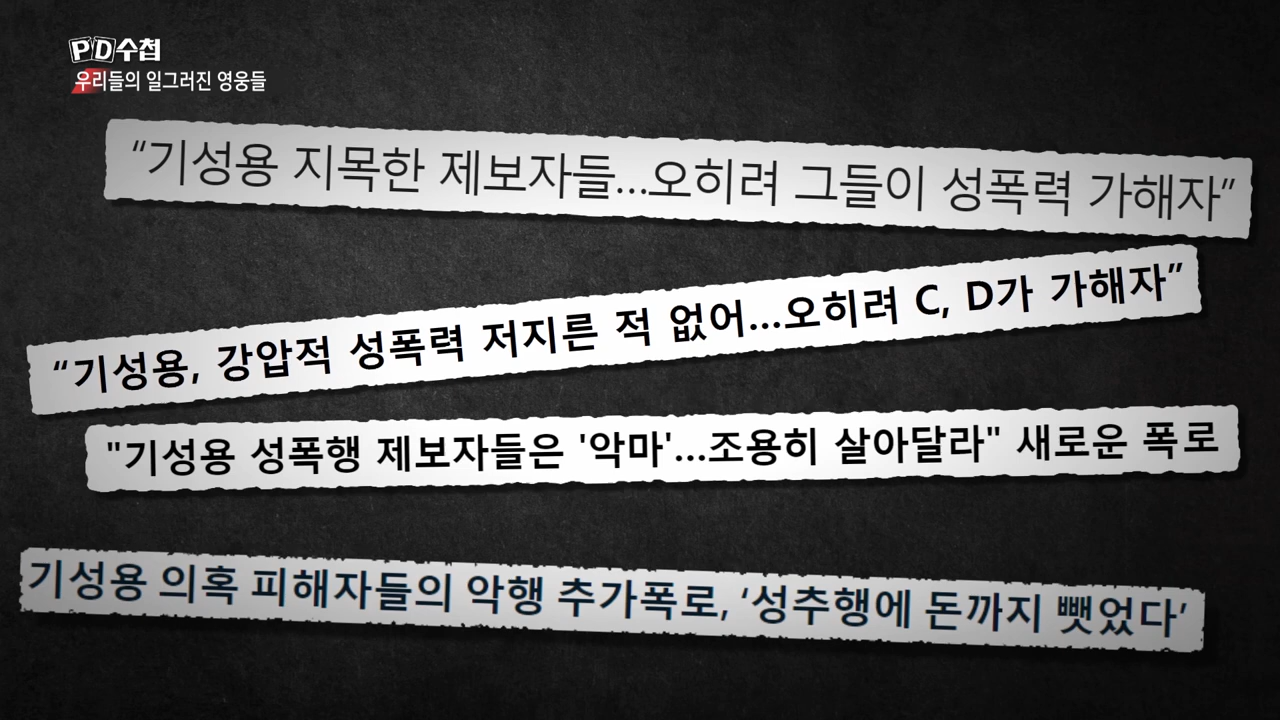 PD수첩
우리들의 일그러진 영웅들
“기성용 지목한 제보자들...오히려 그들이 성폭력 가해자”
“기성용, 강압적 성폭력 저지른 적 없어...오히려 C, D가 가해자”
"기성용 성폭행 제보자들은 '악마'...조용히 살아달라" 새로운 폭로
기성용 의혹 피해자들의 악행 추가폭로, ‘성추행에 돈까지 뺏었다’